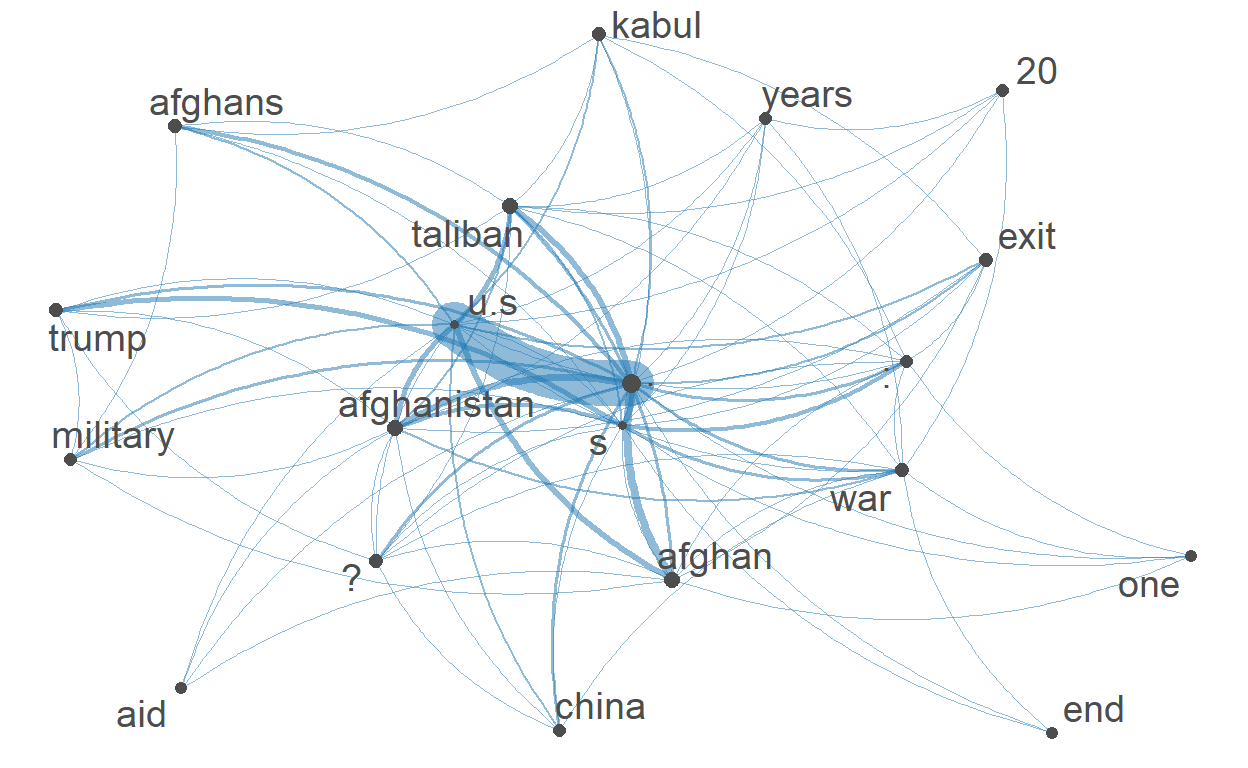 kabul
20
years
afghans
taliban
exit
u.s
trump
:
.
afghanistan
military
s
war
afghan
?
one
aid
china
end